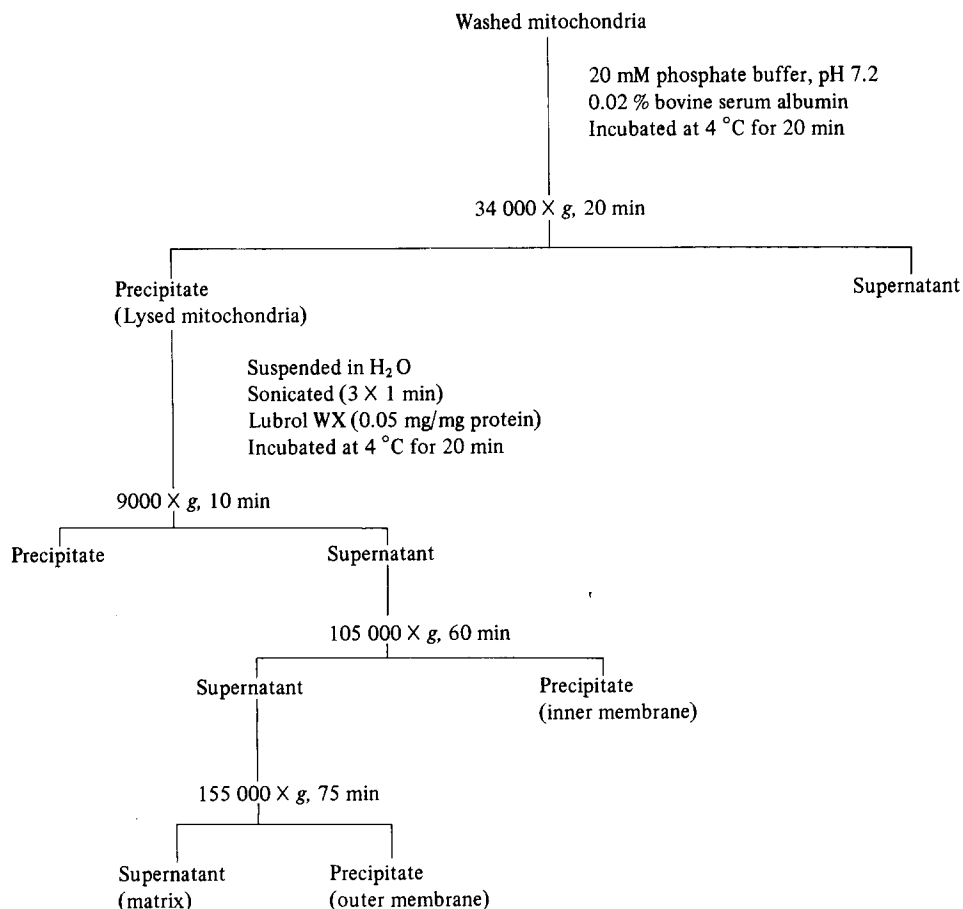 Washed mitochondria
20 mM phosphate buffer, pH 7.2
0.02 % bovine serum albumin
Incubated at 4 °C for 20 min
34 000 × g, 20 min
Precipitate
(Lysed mitochondria)
Supernatant
Suspended in H₂O
Sonicated (3 × 1 min)
Lubrol WX (0.05 mg/mg protein)
Incubated at 4 °C for 20 min
9000 × g, 10 min
Precipitate
Supernatant
105 000 × g, 60 min
Supernatant
Precipitate
(inner membrane)
155 000 × g, 75 min
Supernatant
(matrix)
Precipitate
(outer membrane)